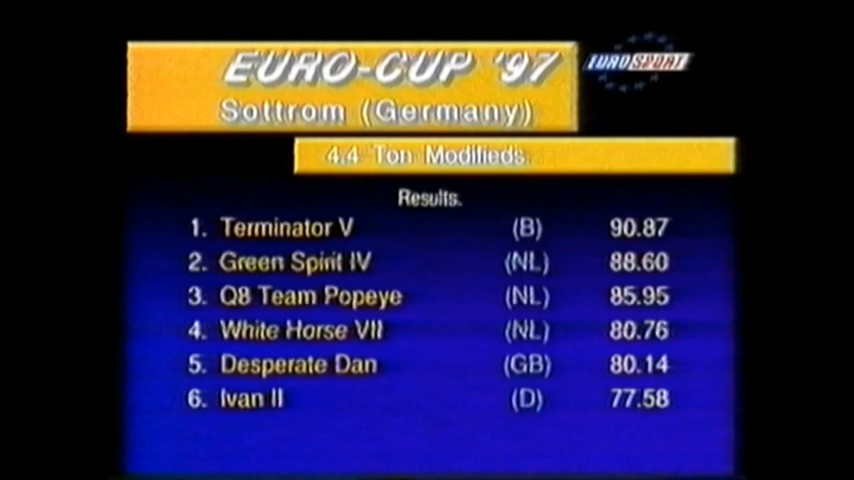 EURO-CUP '97
EUROSPORT
Sottrom (Germany)
4.4 Ton Modifieds.
Results.
1. Terminator V (B) 90.87
2. Green Spirit IV (NL) 88.60
3. Q8 Team Popeye (NL) 85.95
4. White Horse VII (NL) 80.76
5. Desperate Dan (GB) 80.14
6. Ivan II (D) 77.58